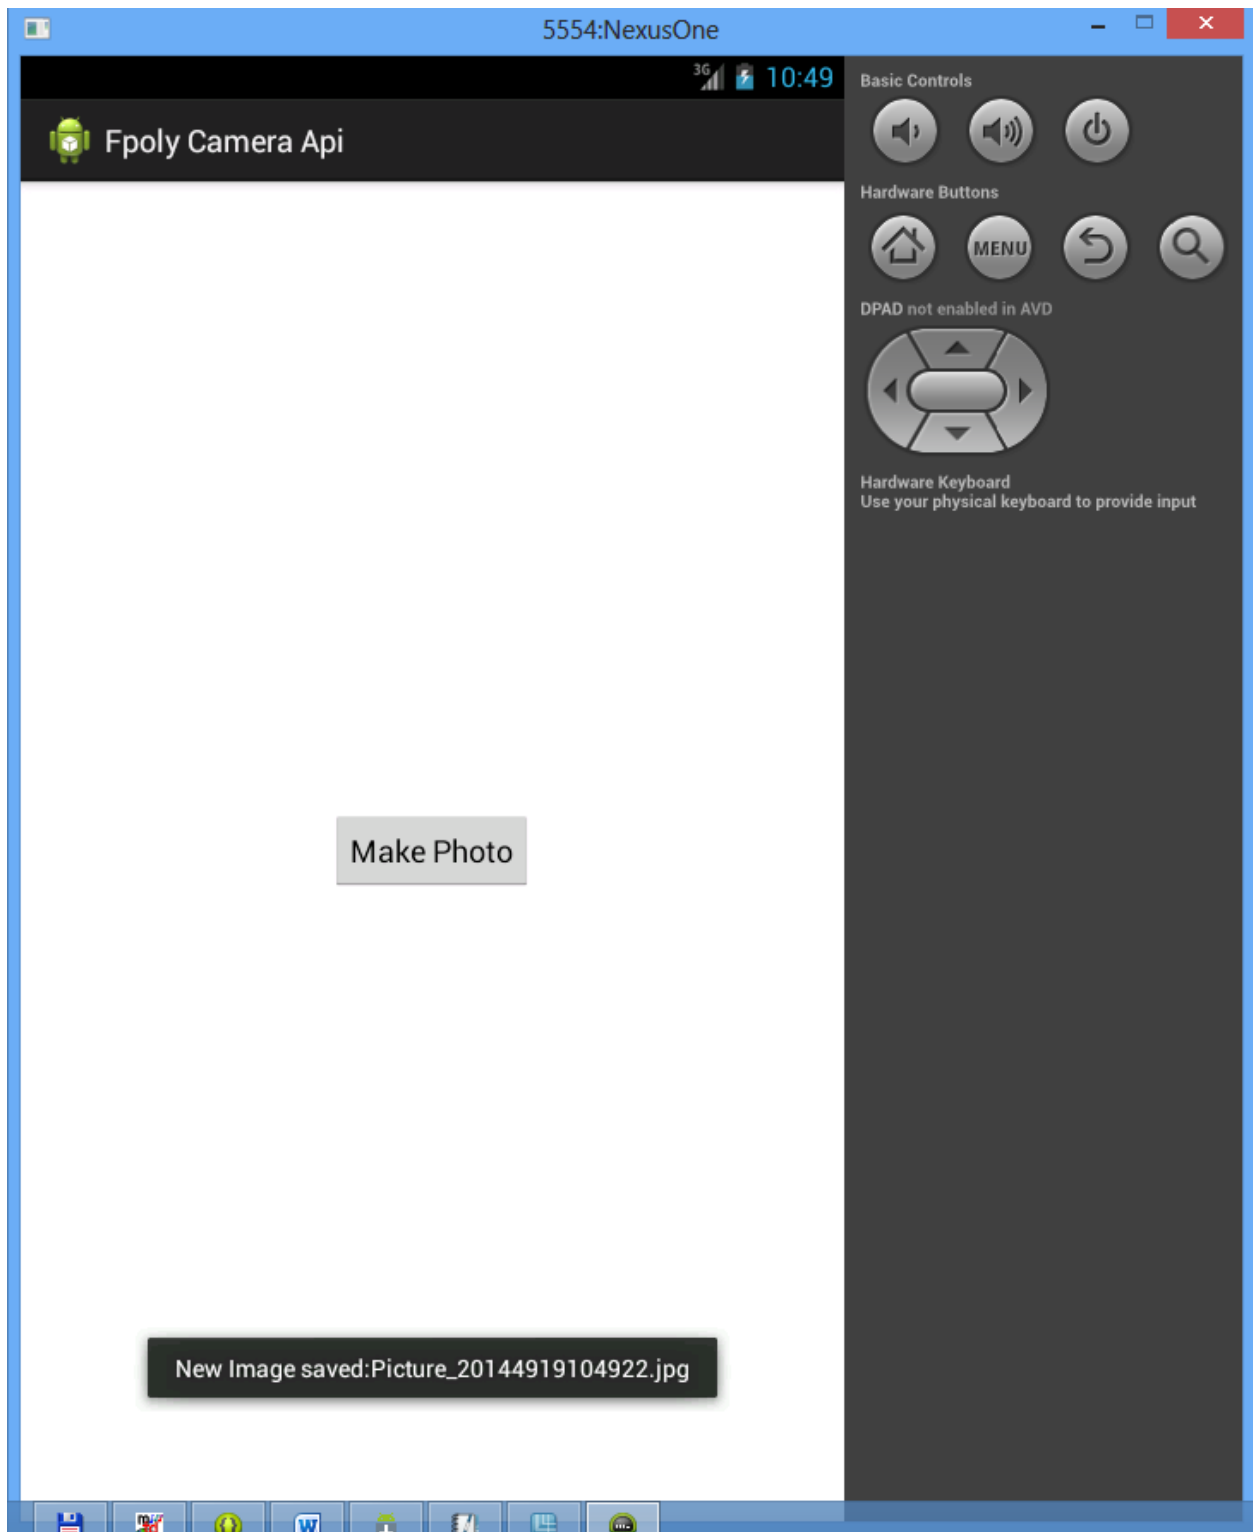 5554:NexusOne
3G 10:49
Fpoly Camera Api
Make Photo
New Image saved:Picture_20144919104922.jpg
Basic Controls
Hardware Buttons
MENU
DPAD not enabled in AVD
Hardware Keyboard
Use your physical keyboard to provide input
W